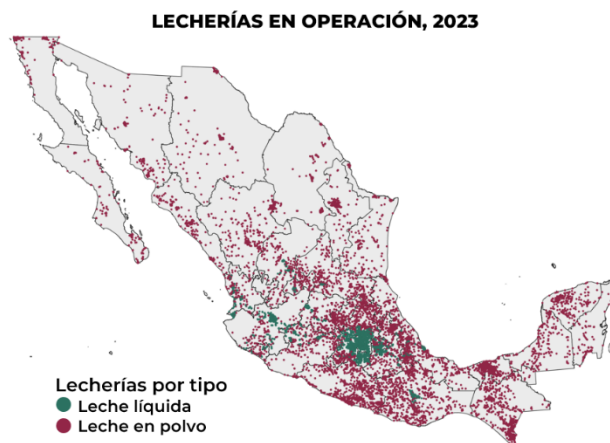 LECHERÍAS EN OPERACIÓN, 2023
Lecherías por tipo
Leche líquida
Leche en polvo